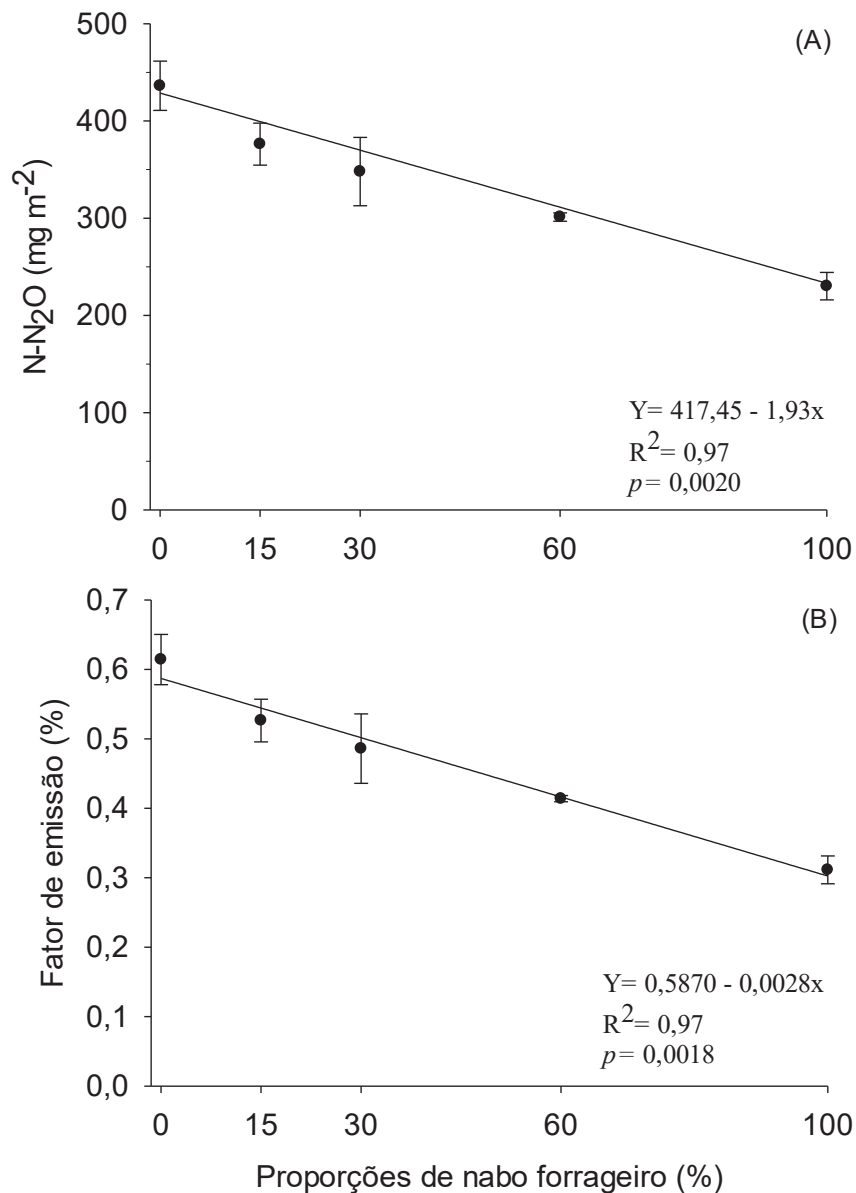 (A)
500
400
300
200
100
0
N-N2O (mg m-2)
Y= 417,45 - 1,93x
R2= 0,97
p= 0,0020
0 15 30 60 100
(B)
0,7
0,6
0,5
0,4
0,3
0,2
0,1
0,0
Fator de emissão (%)
Y= 0,5870 - 0,0028x
R2= 0,97
p= 0,0018
0 15 30 60 100
Proporções de nabo forrageiro (%)